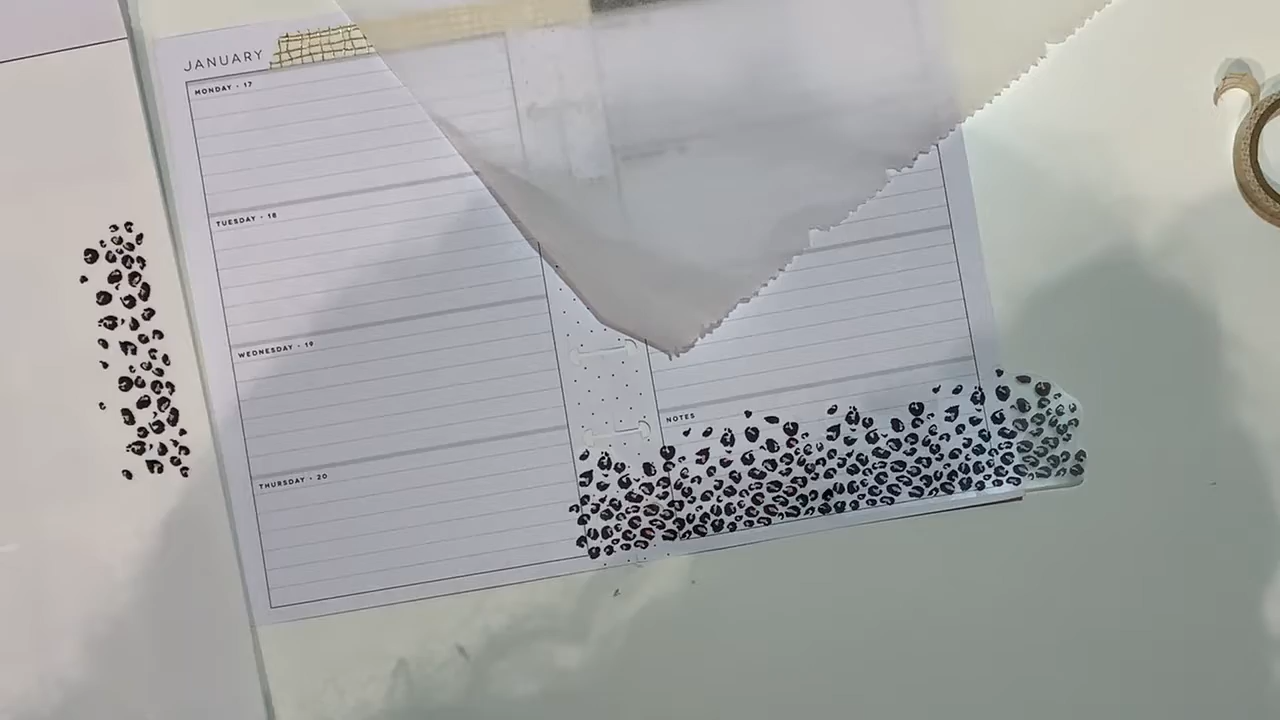 JANUARY
MONDAY · 17
TUESDAY · 18
WEDNESDAY · 19
THURSDAY · 20
NOTES